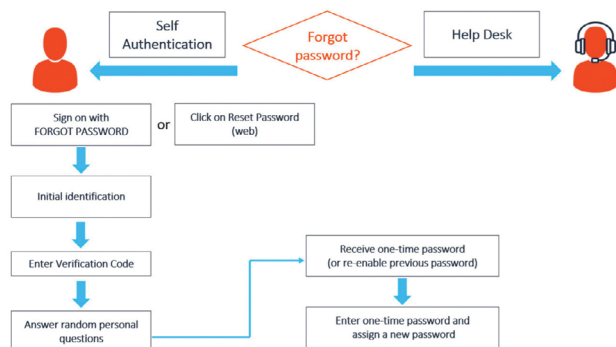 Self
Authentication
Forgot
password?
Help Desk
Sign on with
FORGOT PASSWORD
or
Click on Reset Password
(web)
Initial identification
Enter Verification Code
Answer random personal
questions
Receive one-time password
(or re-enable previous password)
Enter one-time password and
assign a new password